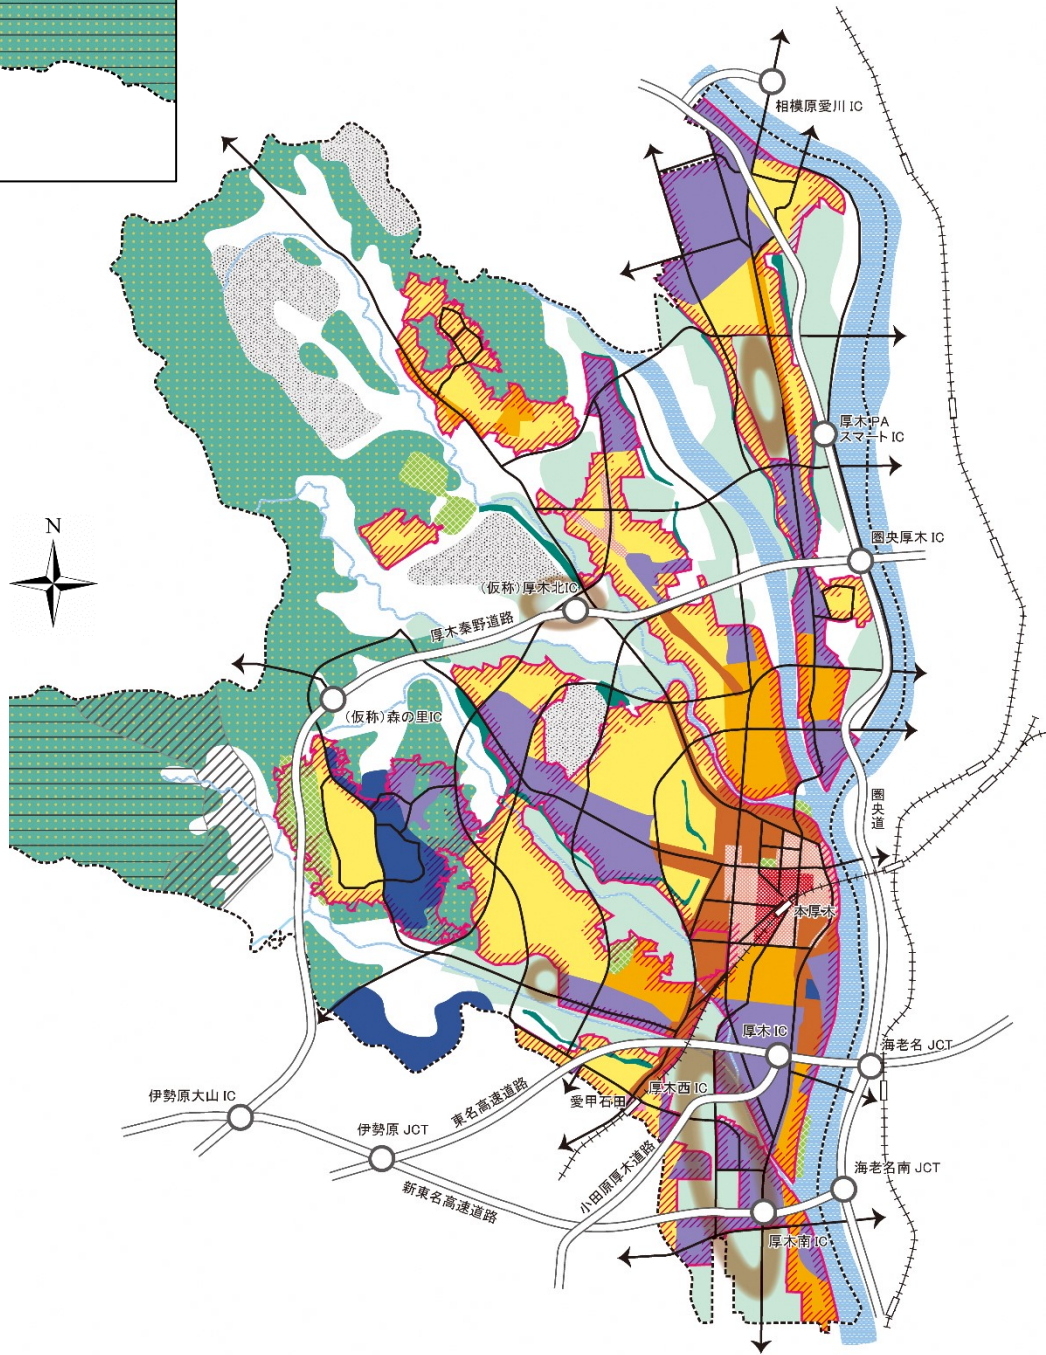 相模原愛川 IC
厚木 PA
スマート IC
N
圏央厚木 IC
(仮称)厚木北IC
厚木秦野道路
(仮称)森の里IC
圏央道
本厚木
厚木 IC
海老名 JCT
厚木西 IC
伊勢原大山 IC
愛甲石田
東名高速道路
伊勢原 JCT
小田原厚木道路
海老名南 JCT
新東名高速道路
厚木南 IC